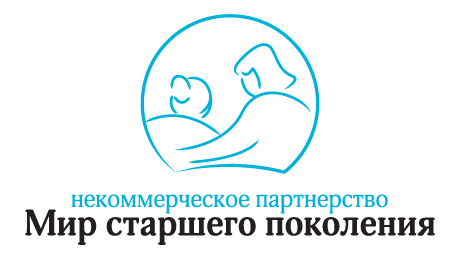 некоммерческое партнерство
Мир старшего поколения